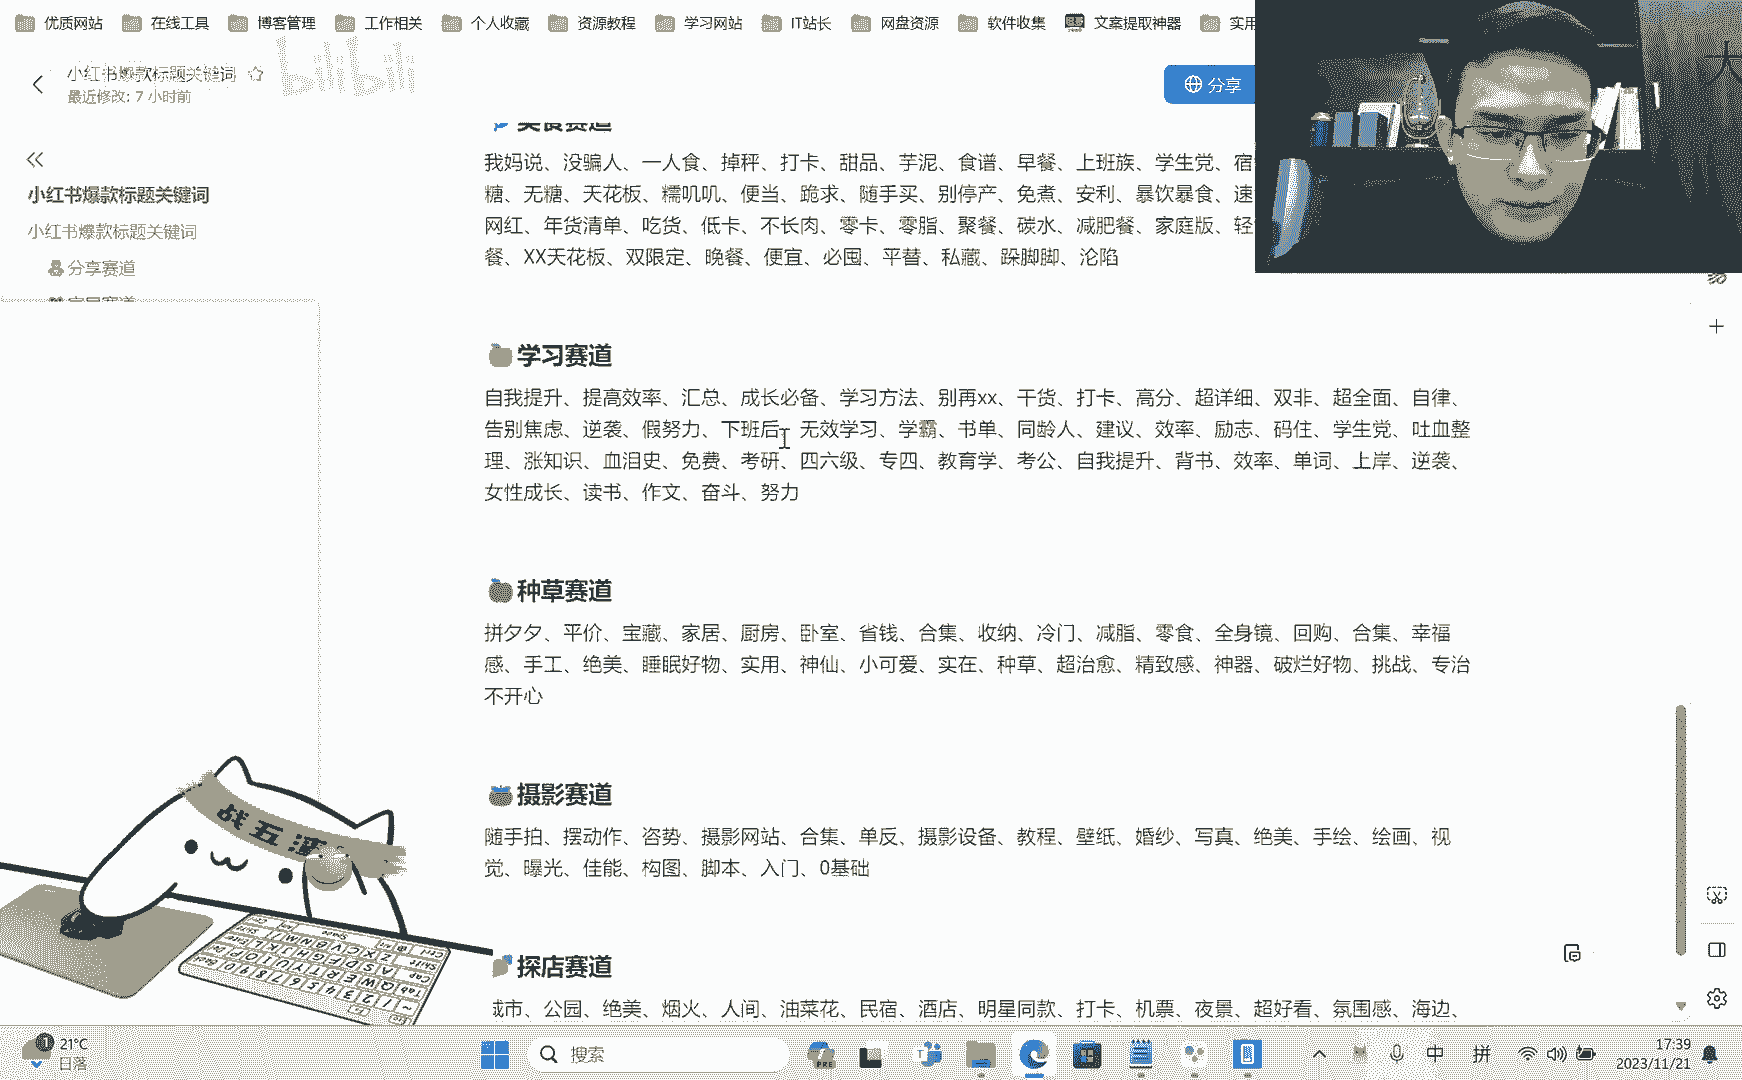 优质网站 在线工具 博客管理 工作相关 个人收藏 资源教程 学习网站 IT站长 网盘资源 软件收集 文案提取神器 实用
小红书爆款标题关键词
bilibili
最近修改: 7 小时前
分享
小红书爆款标题关键词
小红书爆款标题关键词
分享赛道
美食赛道
我妈说、没骗人、一人食、掉秤、打卡、甜品、芋泥、食谱、早餐、上班族、学生党、宿
糖、无糖、天花板、糯叽叽、便当、跪求、随手买、别停产、免煮、安利、暴饮暴食、速
网红、年货清单、吃货、低卡、不长肉、零卡、零脂、聚餐、碳水、减肥餐、家庭版、轻
餐、XX天花板、双限定、晚餐、便宜、必囤、平替、私藏、跺脚脚、沦陷
学习赛道
自我提升、提高效率、汇总、成长必备、学习方法、别再xx、干货、打卡、高分、超详细、双非、超全面、自律、
告别焦虑、逆袭、假努力、下班后、无效学习、学霸、书单、同龄人、建议、效率、励志、码住、学生党、吐血整
理、涨知识、血泪史、免费、考研、四六级、专四、教育学、考公、自我提升、背书、效率、单词、上岸、逆袭、
女性成长、读书、作文、奋斗、努力
种草赛道
拼夕夕、平价、宝藏、家居、厨房、卧室、省钱、合集、收纳、冷门、减脂、零食、全身镜、回购、合集、幸福
感、手工、绝美、睡眠好物、实用、神仙、小可爱、实在、种草、超治愈、精致感、神器、破烂好物、挑战、专治
不开心
摄影赛道
随手拍、摆动作、咨势、摄影网站、合集、单反、摄影设备、教程、壁纸、婚纱、写真、绝美、手绘、绘画、视
觉、曝光、佳能、构图、脚本、入门、0基础
探店赛道
城市、公园、绝美、烟火、人间、油菜花、民宿、酒店、明星同款、打卡、机票、夜景、超好看、氛围感、海边、
战五渣
大
21°C
日落
搜索
中 拼
17:39
2023/11/21